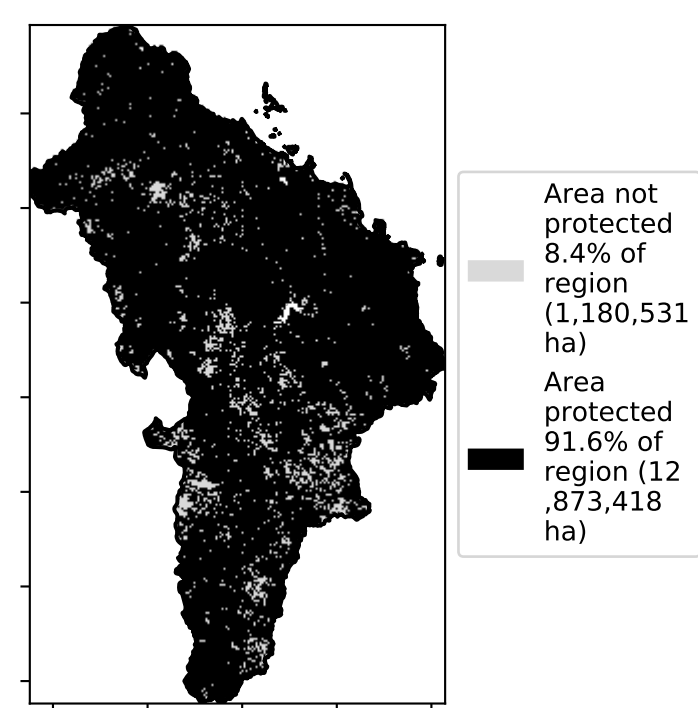 Area not
protected
8.4% of
region
(1,180,531
ha)
Area
protected
91.6% of
region (12
,873,418
ha)